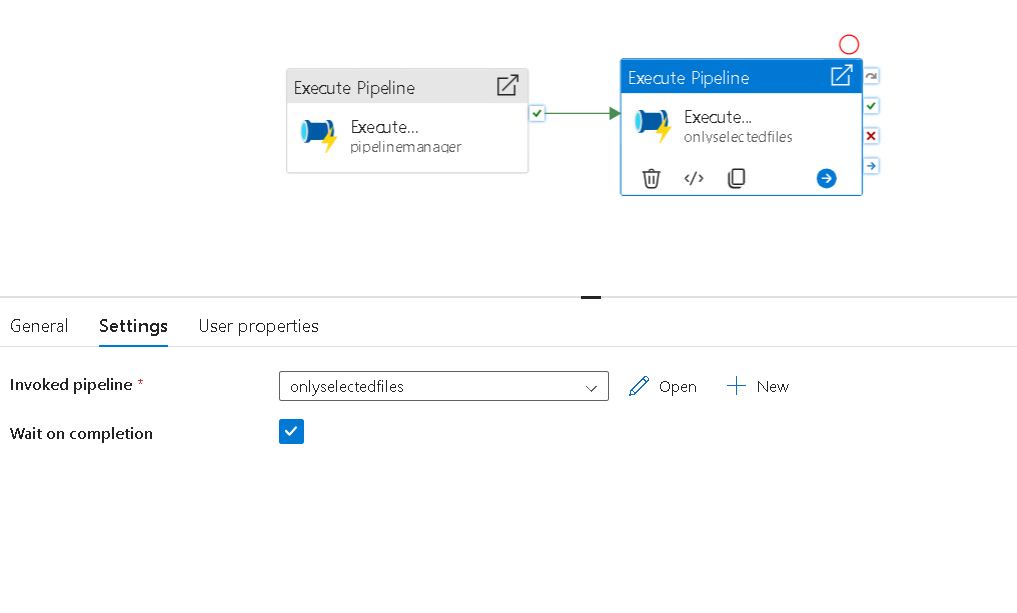 Execute Pipeline
Execute...
pipelinemanager
Execute Pipeline
Execute...
onlyselectedfiles
General Settings User properties
Invoked pipeline * onlyselectedfiles Open New
Wait on completion